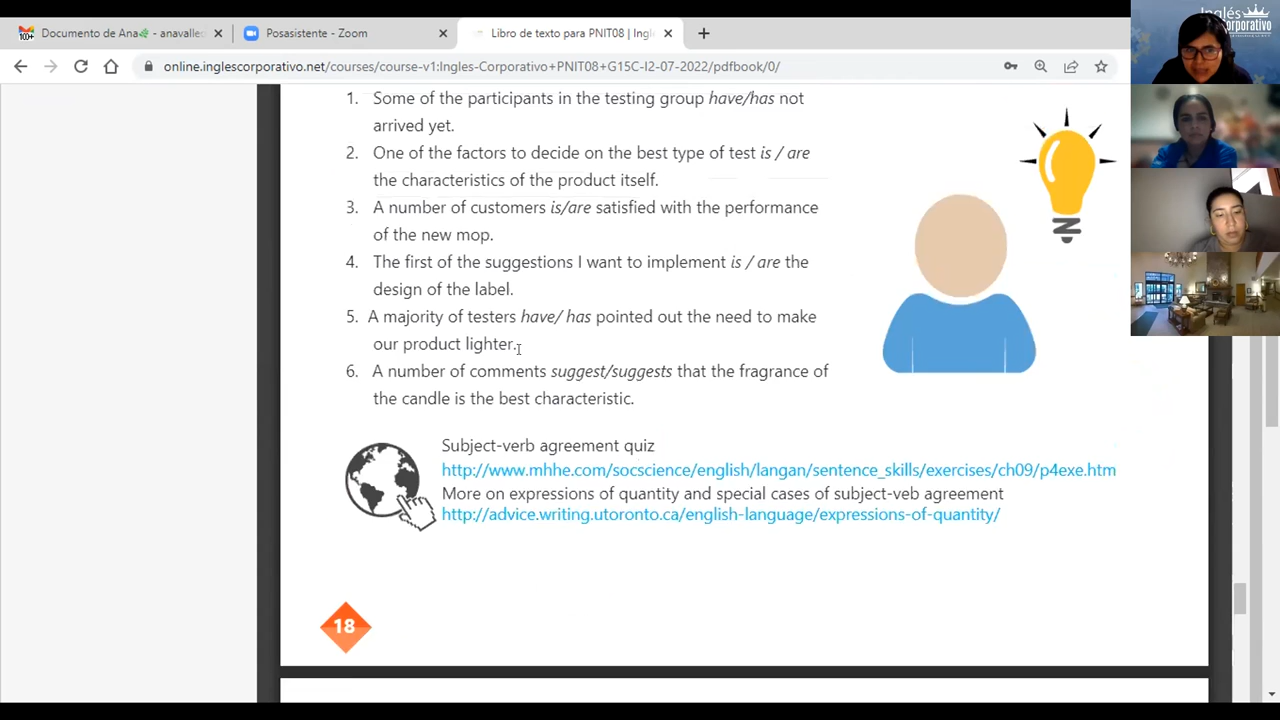 Documento de Ana - anavalle
Posasistente - Zoom
Libro de texto para PNIT08 | Ingl
online.inglescorporativo.net/courses/course-v1:Ingles-Corporativo+PNIT08+G15C-I2-07-2022/pdfbook/0/
Inglés
corporativo
1. Some of the participants in the testing group have/has not
arrived yet.
2. One of the factors to decide on the best type of test is / are
the characteristics of the product itself.
3. A number of customers is/are satisfied with the performance
of the new mop.
4. The first of the suggestions I want to implement is / are the
design of the label.
5. A majority of testers have/ has pointed out the need to make
our product lighter.
6. A number of comments suggest/suggests that the fragrance of
the candle is the best characteristic.
Subject-verb agreement quiz
http://www.mhhe.com/socscience/english/langan/sentence_skills/exercises/ch09/p4exe.htm
More on expressions of quantity and special cases of subject-veb agreement
http://advice.writing.utoronto.ca/english-language/expressions-of-quantity/
18